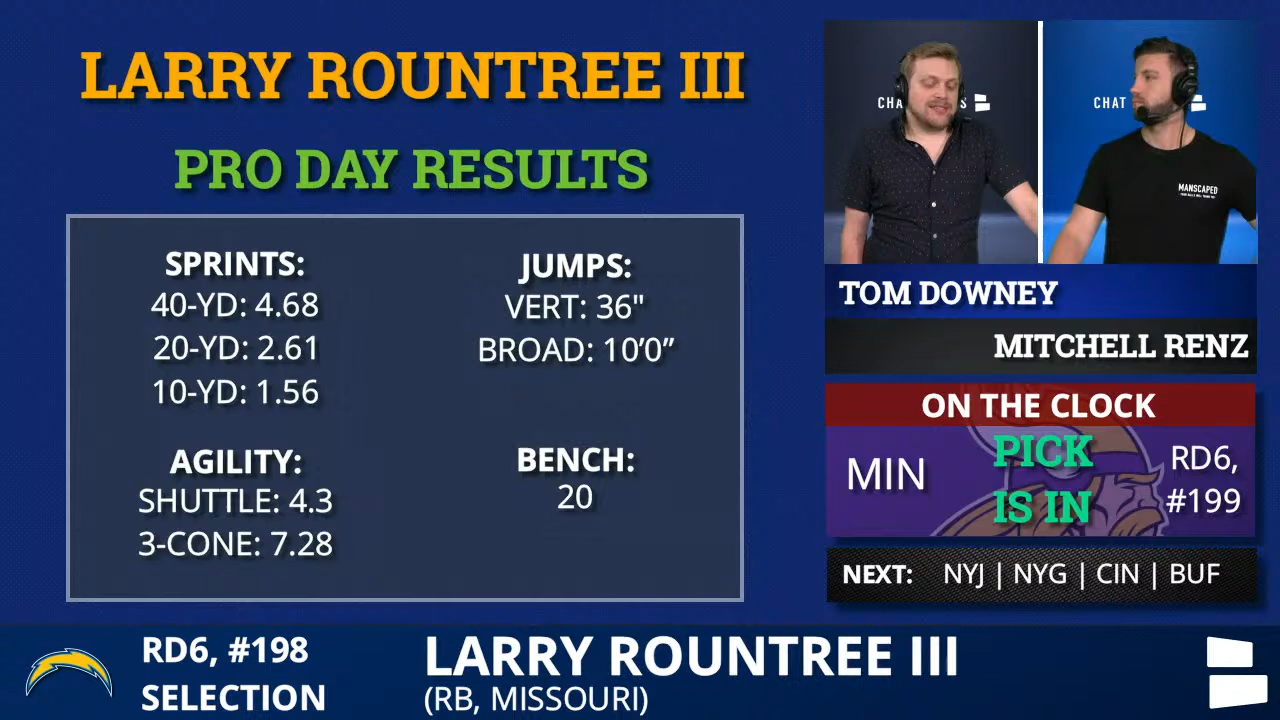 LARRY ROUNTREE III
PRO DAY RESULTS
SPRINTS:
40-YD: 4.68
20-YD: 2.61
10-YD: 1.56
JUMPS:
VERT: 36"
BROAD: 10’0”
AGILITY:
SHUTTLE: 4.3
3-CONE: 7.28
BENCH:
20
CHA S
CHAT
MANSCAPED
TOM DOWNEY
MITCHELL RENZ
ON THE CLOCK
MIN
PICK
IS IN
RD6,
#199
NEXT: NYJ | NYG | CIN | BUF
RD6, #198
SELECTION
LARRY ROUNTREE III
(RB, MISSOURI)